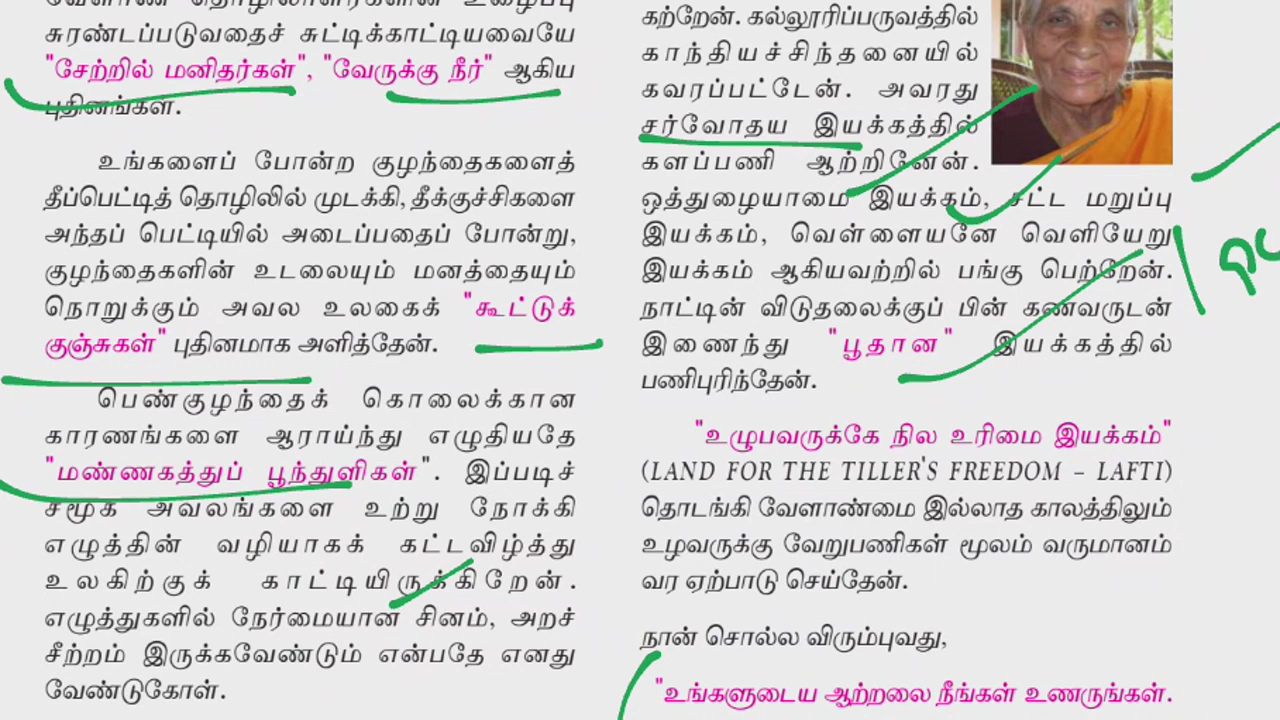 வேளாண் தொழிலாளர்களின் உழைப்பு
சுரண்டப்படுவதைச் சுட்டிக்காட்டியவையே
"சேற்றில் மனிதர்கள்", "வேருக்கு நீர்" ஆகிய
புதினங்கள்.
உங்களைப் போன்ற குழந்தைகளைத்
தீப்பெட்டித் தொழிலில் முடக்கி, தீக்குச்சிகளை
அந்தப் பெட்டியில் அடைப்பதைப் போன்று,
குழந்தைகளின் உடலையும் மனத்தையும்
நொறுக்கும் அவல உலகைக் "கூட்டுக்
குஞ்சுகள்" புதினமாக அளித்தேன்.
பெண்குழந்தைக் கொலைக்கான
காரணங்களை ஆராய்ந்து எழுதியதே
"மண்ணகத்துப் பூந்துளிகள்". இப்படிச்
சமூக அவலங்களை உற்று நோக்கி
எழுத்தின் வழியாகக் கட்டவிழ்த்து
உலகிற்குக் காட்டியிருக்கிறேன்.
எழுத்துகளில் நேர்மையான சினம், அறச்
சீற்றம் இருக்கவேண்டும் என்பதே எனது
வேண்டுகோள்.
கற்றேன். கல்லூரிப்பருவத்தில்
காந்தியச்சிந்தனையில்
கவரப்பட்டேன். அவரது
சர்வோதய இயக்கத்தில்
களப்பணி ஆற்றினேன்.
ஒத்துழையாமை இயக்கம், சட்ட மறுப்பு
இயக்கம், வெள்ளையனே வெளியேறு
இயக்கம் ஆகியவற்றில் பங்கு பெற்றேன்.
நாட்டின் விடுதலைக்குப் பின் கணவருடன்
இணைந்து "பூதான" இயக்கத்தில்
பணிபுரிந்தேன்.
"உழுபவருக்கே நில உரிமை இயக்கம்"
(LAND FOR THE TILLER'S FREEDOM – LAFTI)
தொடங்கி வேளாண்மை இல்லாத காலத்திலும்
உழவருக்கு வேறுபணிகள் மூலம் வருமானம்
வர ஏற்பாடு செய்தேன்.
நான் சொல்ல விரும்புவது,
"உங்களுடைய ஆற்றலை நீங்கள் உணருங்கள்.